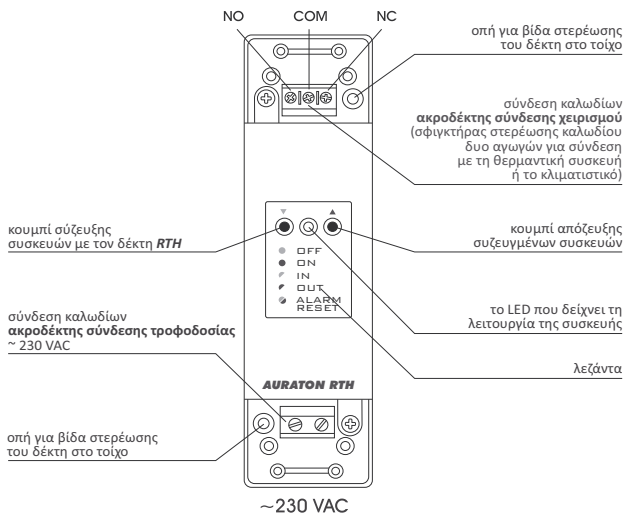 NO COM NC
οπή για βίδα στερέωσης
του δέκτη στο τοίχο
σύνδεση καλωδίων
ακροδέκτης σύνδεσης χειρισμού
(σφιγκτήρας στερέωσης καλωδίου
δυο αγωγών για σύνδεση
με τη θερμαντική συσκευή
ή το κλιματιστικό)
κουμπί σύζευξης
συσκευών με τον δέκτη RTH
κουμπί απόζευξης
συζευγμένων συσκευών
OFF
ON
IN
OUT
ALARM
RESET
σύνδεση καλωδίων
ακροδέκτης σύνδεσης τροφοδοσίας
~ 230 VAC
το LED που δείχνει τη
λειτουργία της συσκευής
λεζάντα
AURATON RTH
οπή για βίδα στερέωσης
του δέκτη στο τοίχο
~230 VAC